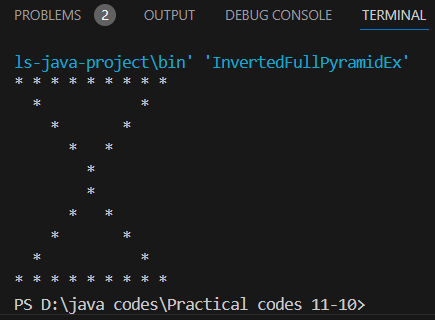 PROBLEMS 2 OUTPUT DEBUG CONSOLE TERMINAL
ls-java-project\bin' 'InvertedFullPyramidEx'
* * * * * * * * *
  *           *
    *       *
      *   *
        *
        *
      *   *
    *       *
  *           *
* * * * * * * * *
PS D:\java codes\Practical codes 11-10>